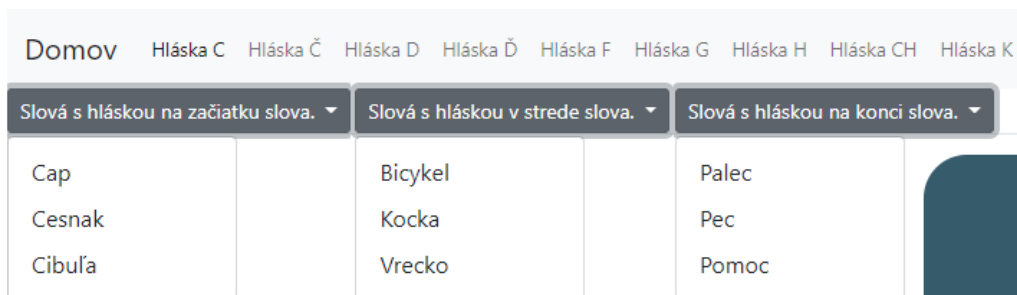 Domov Hláska C Hláska Č Hláska D Hláska Ď Hláska F Hláska G Hláska H Hláska CH Hláska K
Slová s hláskou na začiatku slova. Slová s hláskou v strede slova. Slová s hláskou na konci slova.
Cap Bicykel Palec
Cesnak Kocka Pec
Cibuľa Vrecko Pomoc